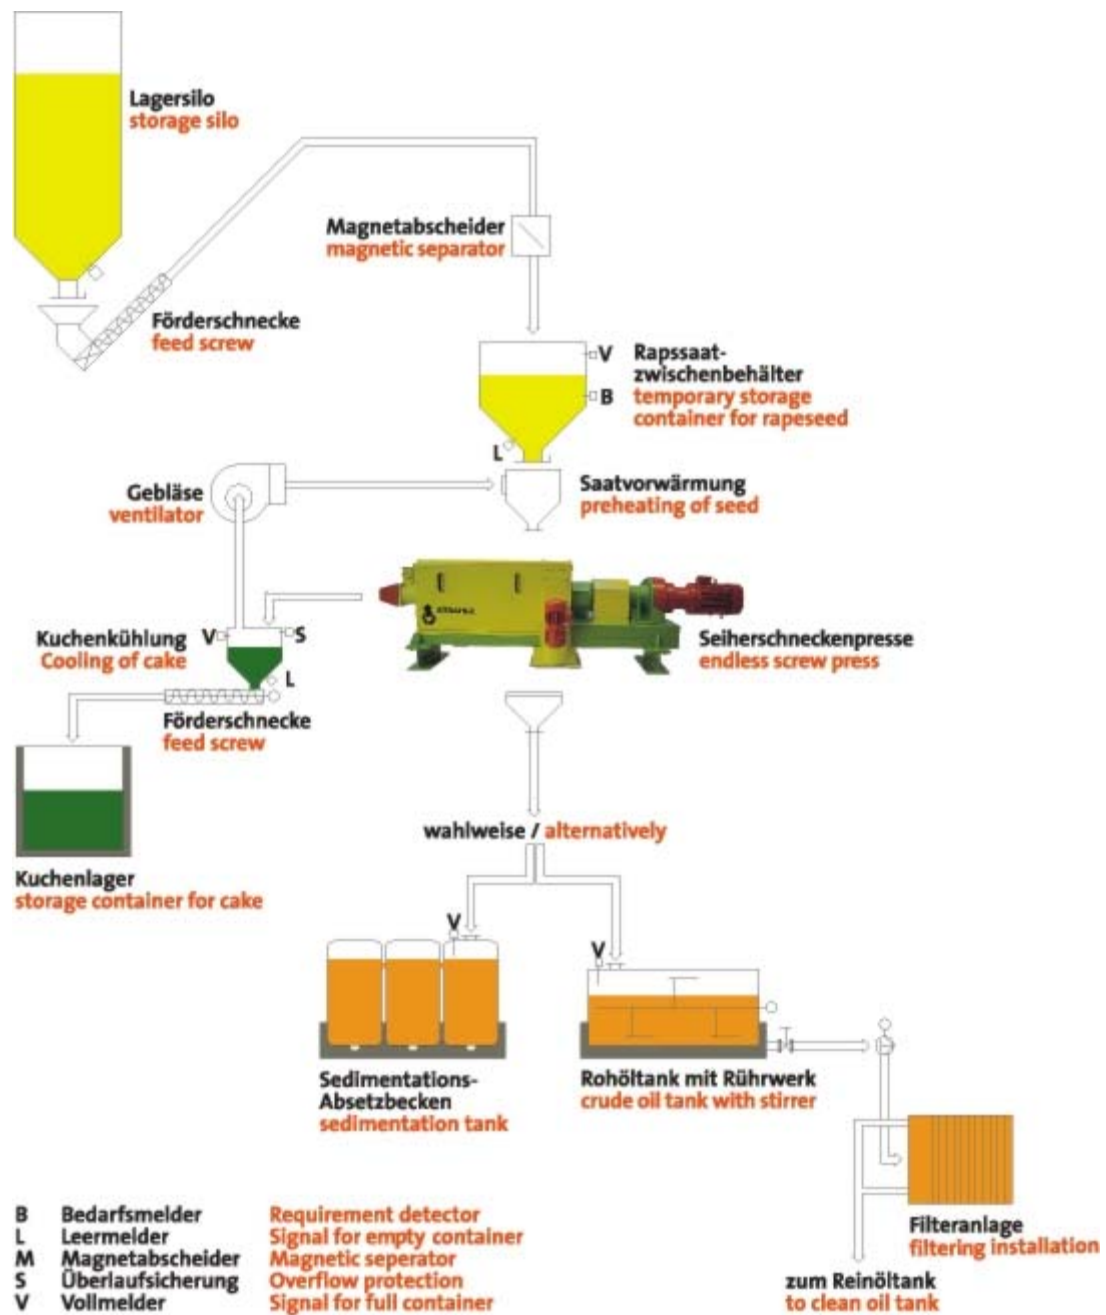 Lagersilo
storage silo
Magnetabscheider
magnetic separator
Förderschnecke
feed screw
V
B
L
Rapssaat-
zwischenbehälter
temporary storage
container for rapeseed
Gebläse
ventilator
Saatvorwärmung
preheating of seed
Kuchenkühlung
Cooling of cake
V
S
L
Seiherschneckenpresse
endless screw press
Förderschnecke
feed screw
wahlweise / alternatively
Kuchenlager
storage container for cake
V
V
Sedimentations-
Absetzbecken
sedimentation tank
Rohöltank mit Rührwerk
crude oil tank with stirrer
Filteranlage
filtering installation
zum Reinöltank
to clean oil tank
B Bedarfsmelder Requirement detector
L Leermelder Signal for empty container
M Magnetabscheider Magnetic seperator
S Überlaufsicherung Overflow protection
V Vollmelder Signal for full container